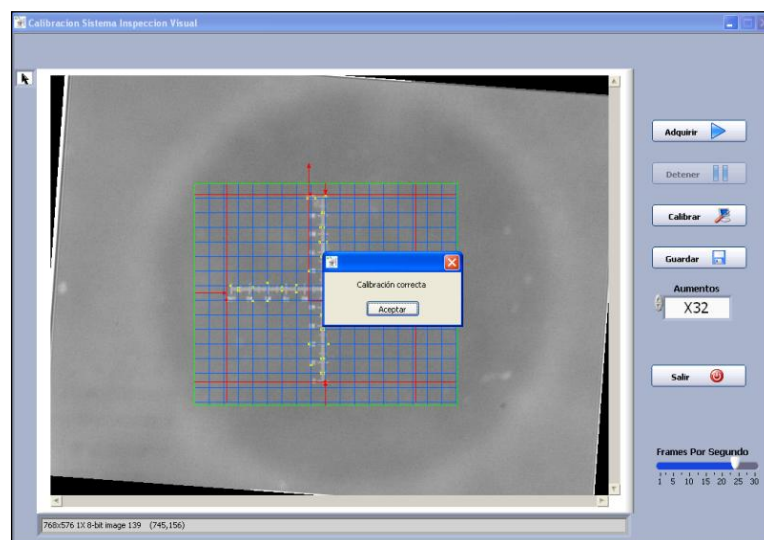 Calibracion Sistema Inspeccion Visual
Adquirir
Detener
Calibrar
Guardar
Aumentos
X32
Calibración correcta
Aceptar
Salir
Frames Por Segundo
1 5 10 15 20 25 30
768x576 1X 8-bit image 139 (745,156)